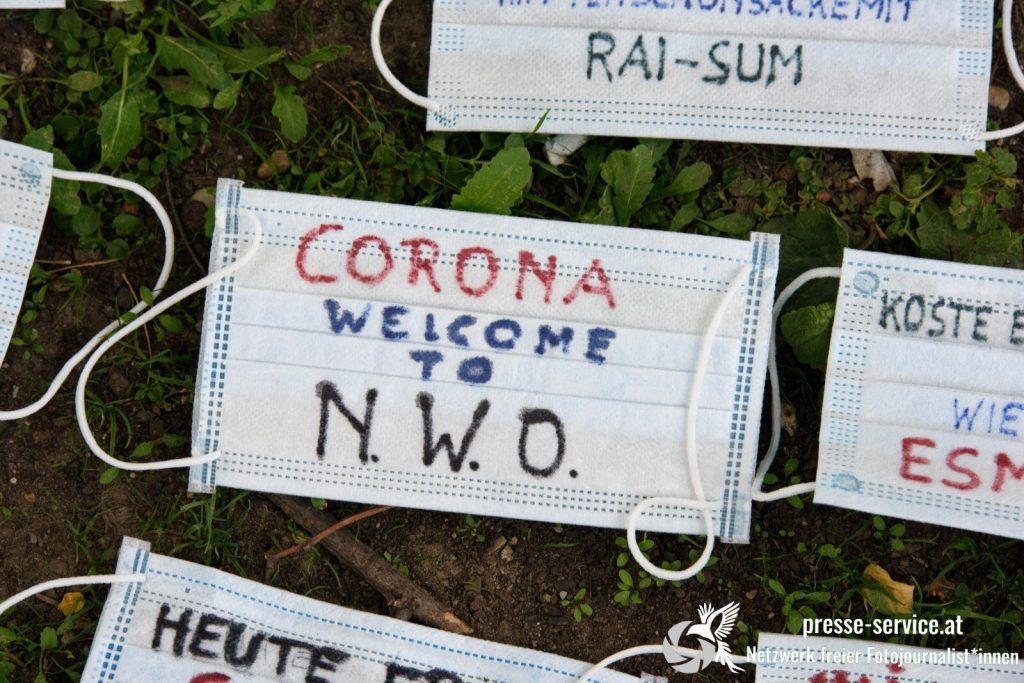 RAI-SUM
CORONA
WELCOME
TO
N.W.O.
KOSTE
WIE
ESM
HEUTE
presse-service.at
Netzwerk freier Fotojournalist*innen